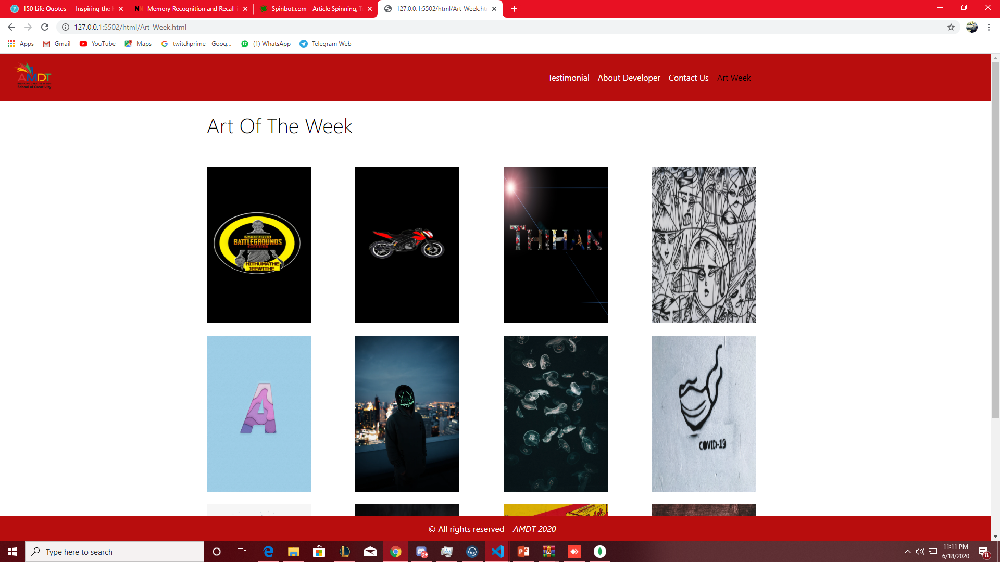 150 Life Quotes — Inspiring the
Memory Recognition and Recall
Spinbot.com - Article Spinning, T
127.0.0.1:5502/html/Art-Week.ht
127.0.0.1:5502/html/Art-Week.html
Apps
Gmail
YouTube
Maps
twitchprime - Goog...
17
(1) WhatsApp
Telegram Web
AMDT
School of Creativity
Testimonial
About Developer
Contact Us
Art Week
Art Of The Week
BATTLEGROUNDS
MOBILE
HITHUMATHE
JEEWITHE
THIHAN
A
COVID-19
© All rights reserved AMDT 2020
Type here to search
9+
11:11 PM
6/18/2020
8